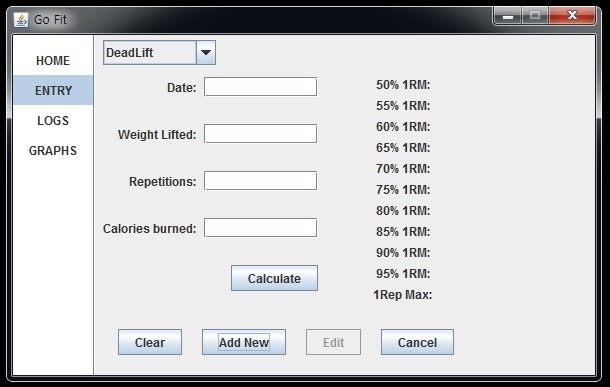 Go Fit
HOME
ENTRY
LOGS
GRAPHS
DeadLift
Date:
Weight Lifted:
Repetitions:
Calories burned:
Calculate
50% 1RM:
55% 1RM:
60% 1RM:
65% 1RM:
70% 1RM:
75% 1RM:
80% 1RM:
85% 1RM:
90% 1RM:
95% 1RM:
1Rep Max:
Clear
Add New
Edit
Cancel